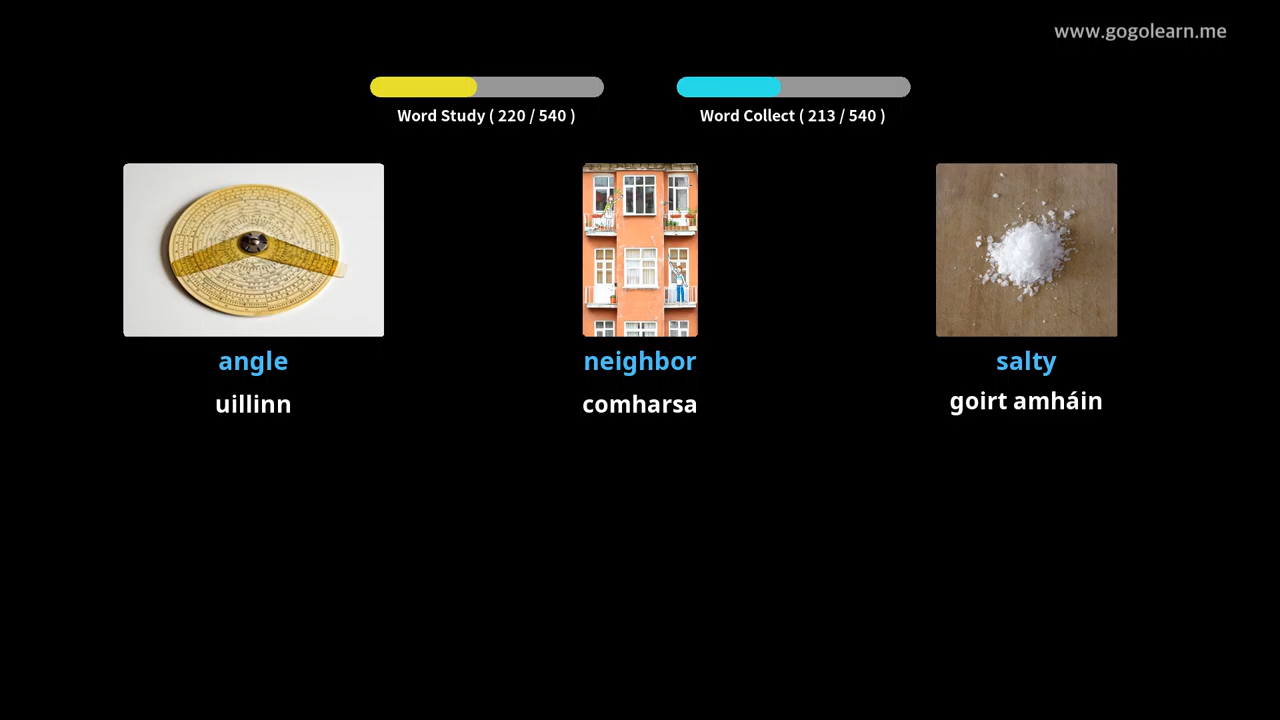 www.gogolearn.me
Word Study ( 220 / 540 )
Word Collect ( 213 / 540 )
angle
neighbor
salty
uillinn
comharsa
goirt amháin